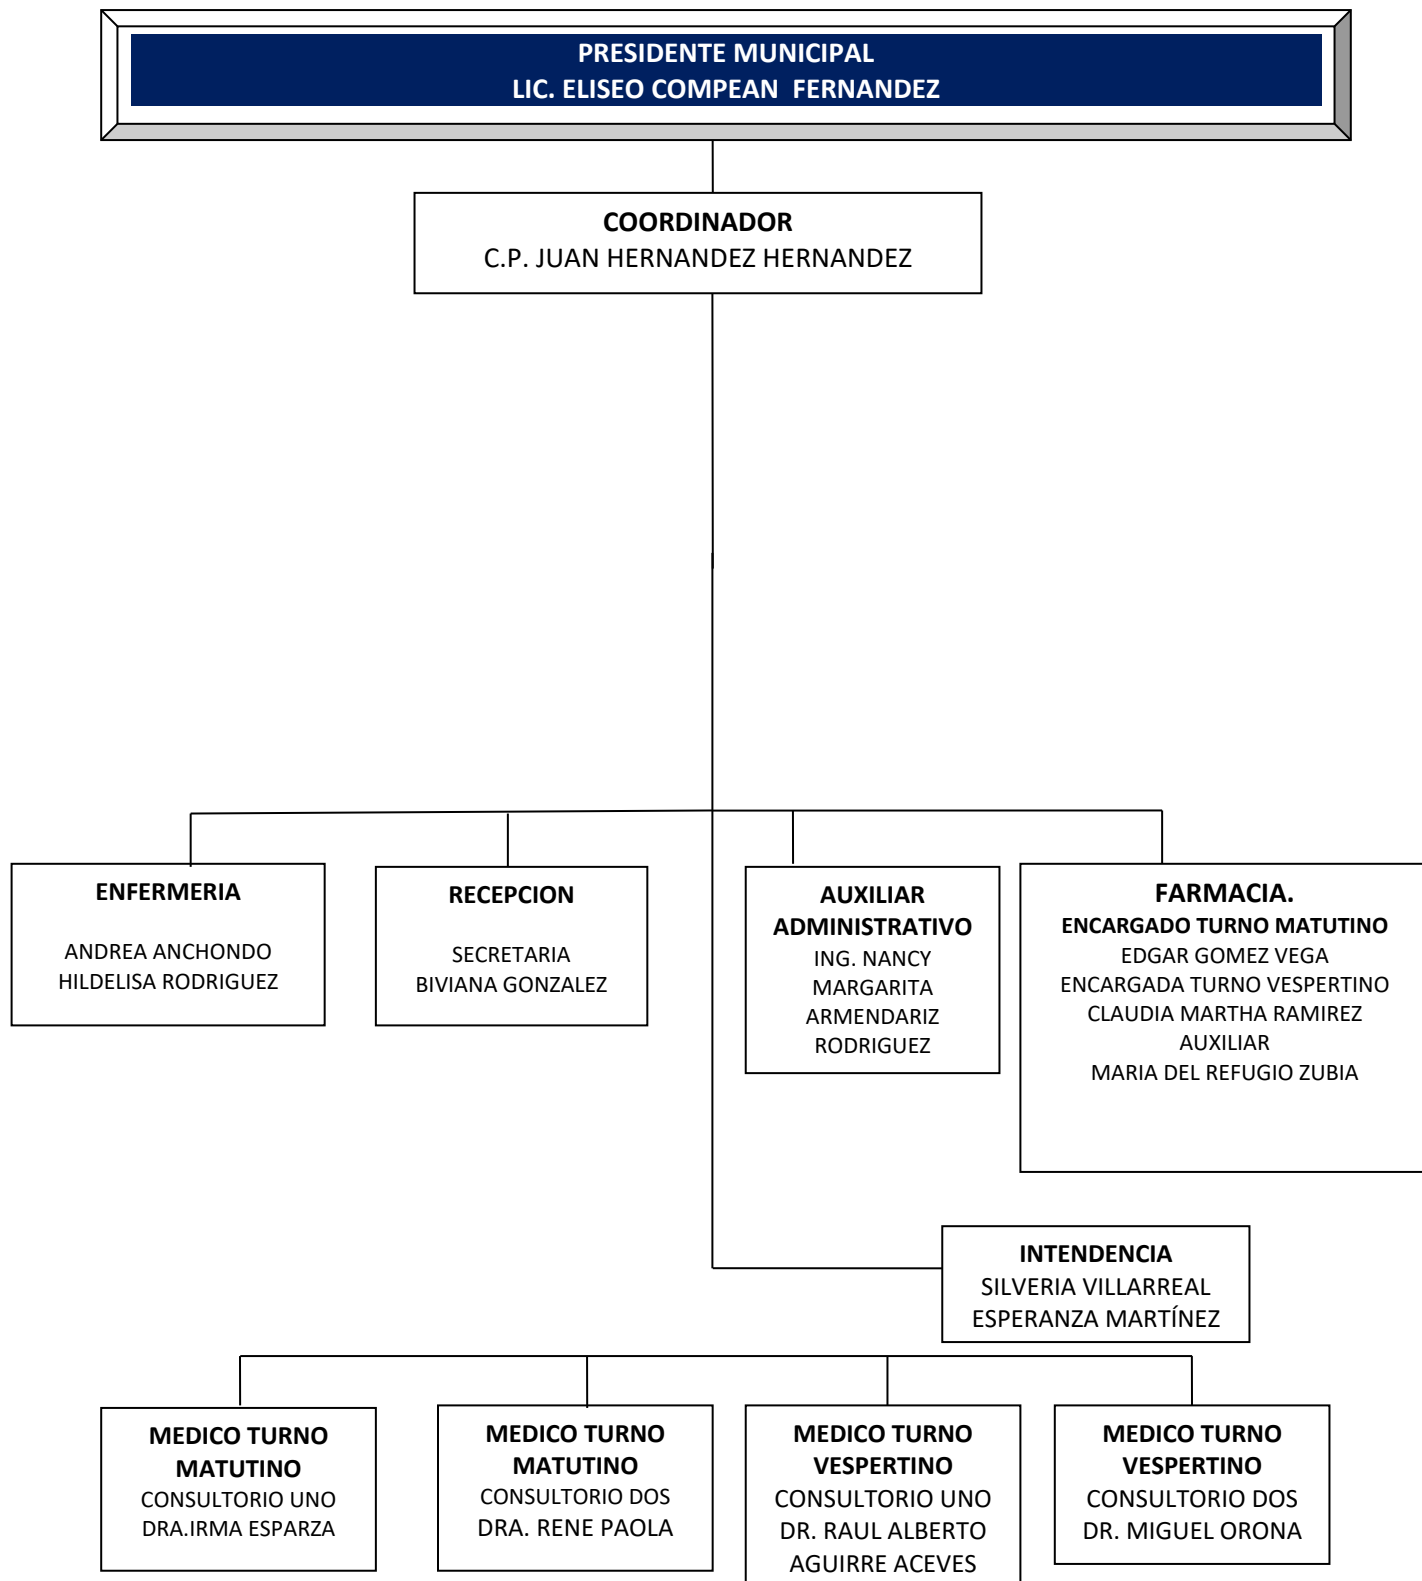 PRESIDENTE MUNICIPAL
LIC. ELISEO COMPEAN FERNANDEZ
COORDINADOR
C.P. JUAN HERNANDEZ HERNANDEZ
ENFERMERIA
ANDREA ANCHONDO
HILDELISA RODRIGUEZ
RECEPCION
SECRETARIA
BIVIANA GONZALEZ
AUXILIAR
ADMINISTRATIVO
ING. NANCY
MARGARITA
ARMENDARIZ
RODRIGUEZ
FARMACIA.
ENCARGADO TURNO MATUTINO
EDGAR GOMEZ VEGA
ENCARGADA TURNO VESPERTINO
CLAUDIA MARTHA RAMIREZ
AUXILIAR
MARIA DEL REFUGIO ZUBIA
INTENDENCIA
SILVERIA VILLARREAL
ESPERANZA MARTÍNEZ
MEDICO TURNO
MATUTINO
CONSULTORIO UNO
DRA.IRMA ESPARZA
MEDICO TURNO
MATUTINO
CONSULTORIO DOS
DRA. RENE PAOLA
MEDICO TURNO
VESPERTINO
CONSULTORIO UNO
DR. RAUL ALBERTO
AGUIRRE ACEVES
MEDICO TURNO
VESPERTINO
CONSULTORIO DOS
DR. MIGUEL ORONA